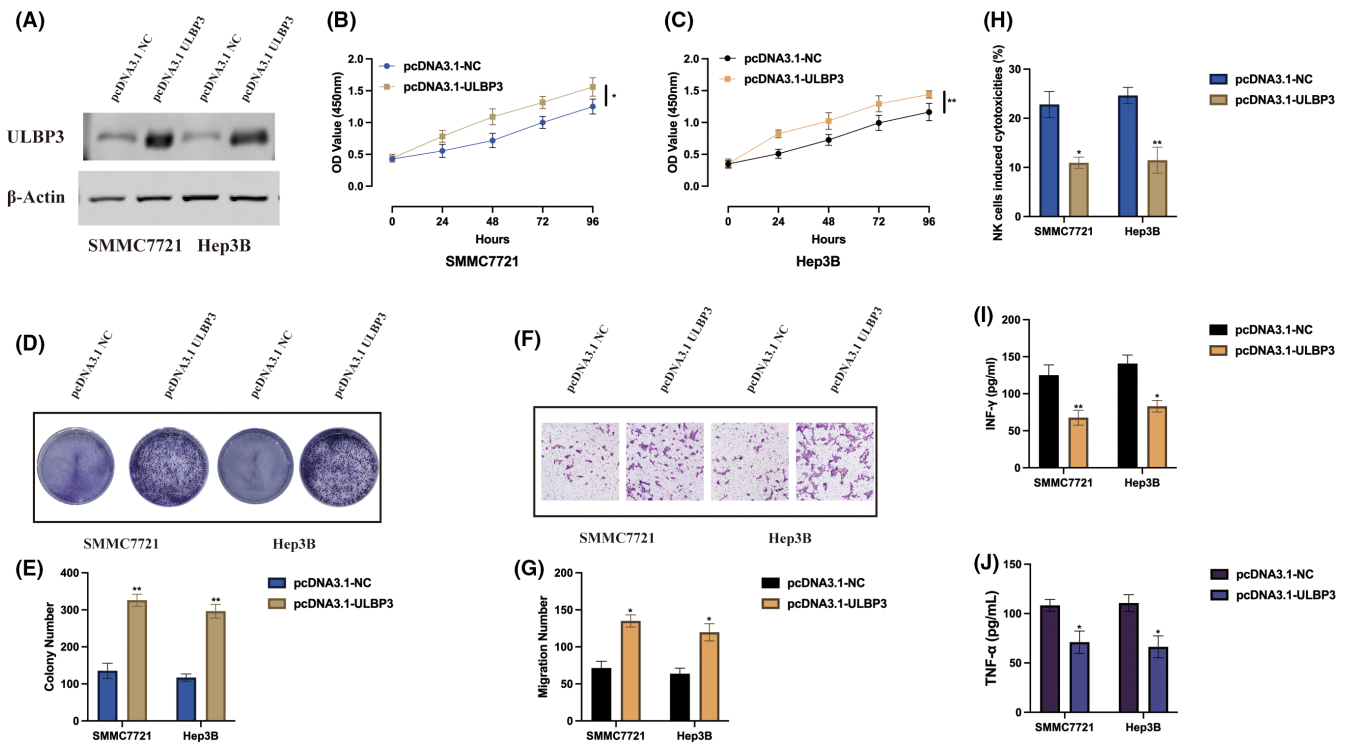 (A)
pcDNA3.1 NC
pcDNA3.1 ULBP3
pcDNA3.1 NC
pcDNA3.1 ULBP3
ULBP3
β-Actin
SMMC7721 Hep3B
(B)
pcDNA3.1-NC
pcDNA3.1-ULBP3
OD Value (450nm)
2.0
1.5
1.0
0.5
0.0
*
0 24 48 72 96
Hours
SMMC7721
(C)
pcDNA3.1-NC
pcDNA3.1-ULBP3
OD Value (450nm)
2.0
1.5
1.0
0.5
0.0
**
0 24 48 72 96
Hours
Hep3B
(H)
NK cells induced cytotoxicities (%)
30
20
10
0
*
**
SMMC7721 Hep3B
pcDNA3.1-NC
pcDNA3.1-ULBP3
(D)
pcDNA3.1 NC
pcDNA3.1 ULBP3
pcDNA3.1 NC
pcDNA3.1 ULBP3
SMMC7721 Hep3B
(F)
pcDNA3.1 NC
pcDNA3.1 ULBP3
pcDNA3.1 NC
pcDNA3.1 ULBP3
SMMC7721 Hep3B
(I)
INF-γ (pg/ml)
200
150
100
50
0
**
*
SMMC7721 Hep3B
pcDNA3.1-NC
pcDNA3.1-ULBP3
(E)
Colony Number
400
300
200
100
0
**
**
SMMC7721 Hep3B
pcDNA3.1-NC
pcDNA3.1-ULBP3
(G)
Migration Number
200
150
100
50
0
*
*
SMMC7721 Hep3B
pcDNA3.1-NC
pcDNA3.1-ULBP3
(J)
TNF-α (pg/mL)
150
100
50
0
*
*
SMMC7721 Hep3B
pcDNA3.1-NC
pcDNA3.1-ULBP3